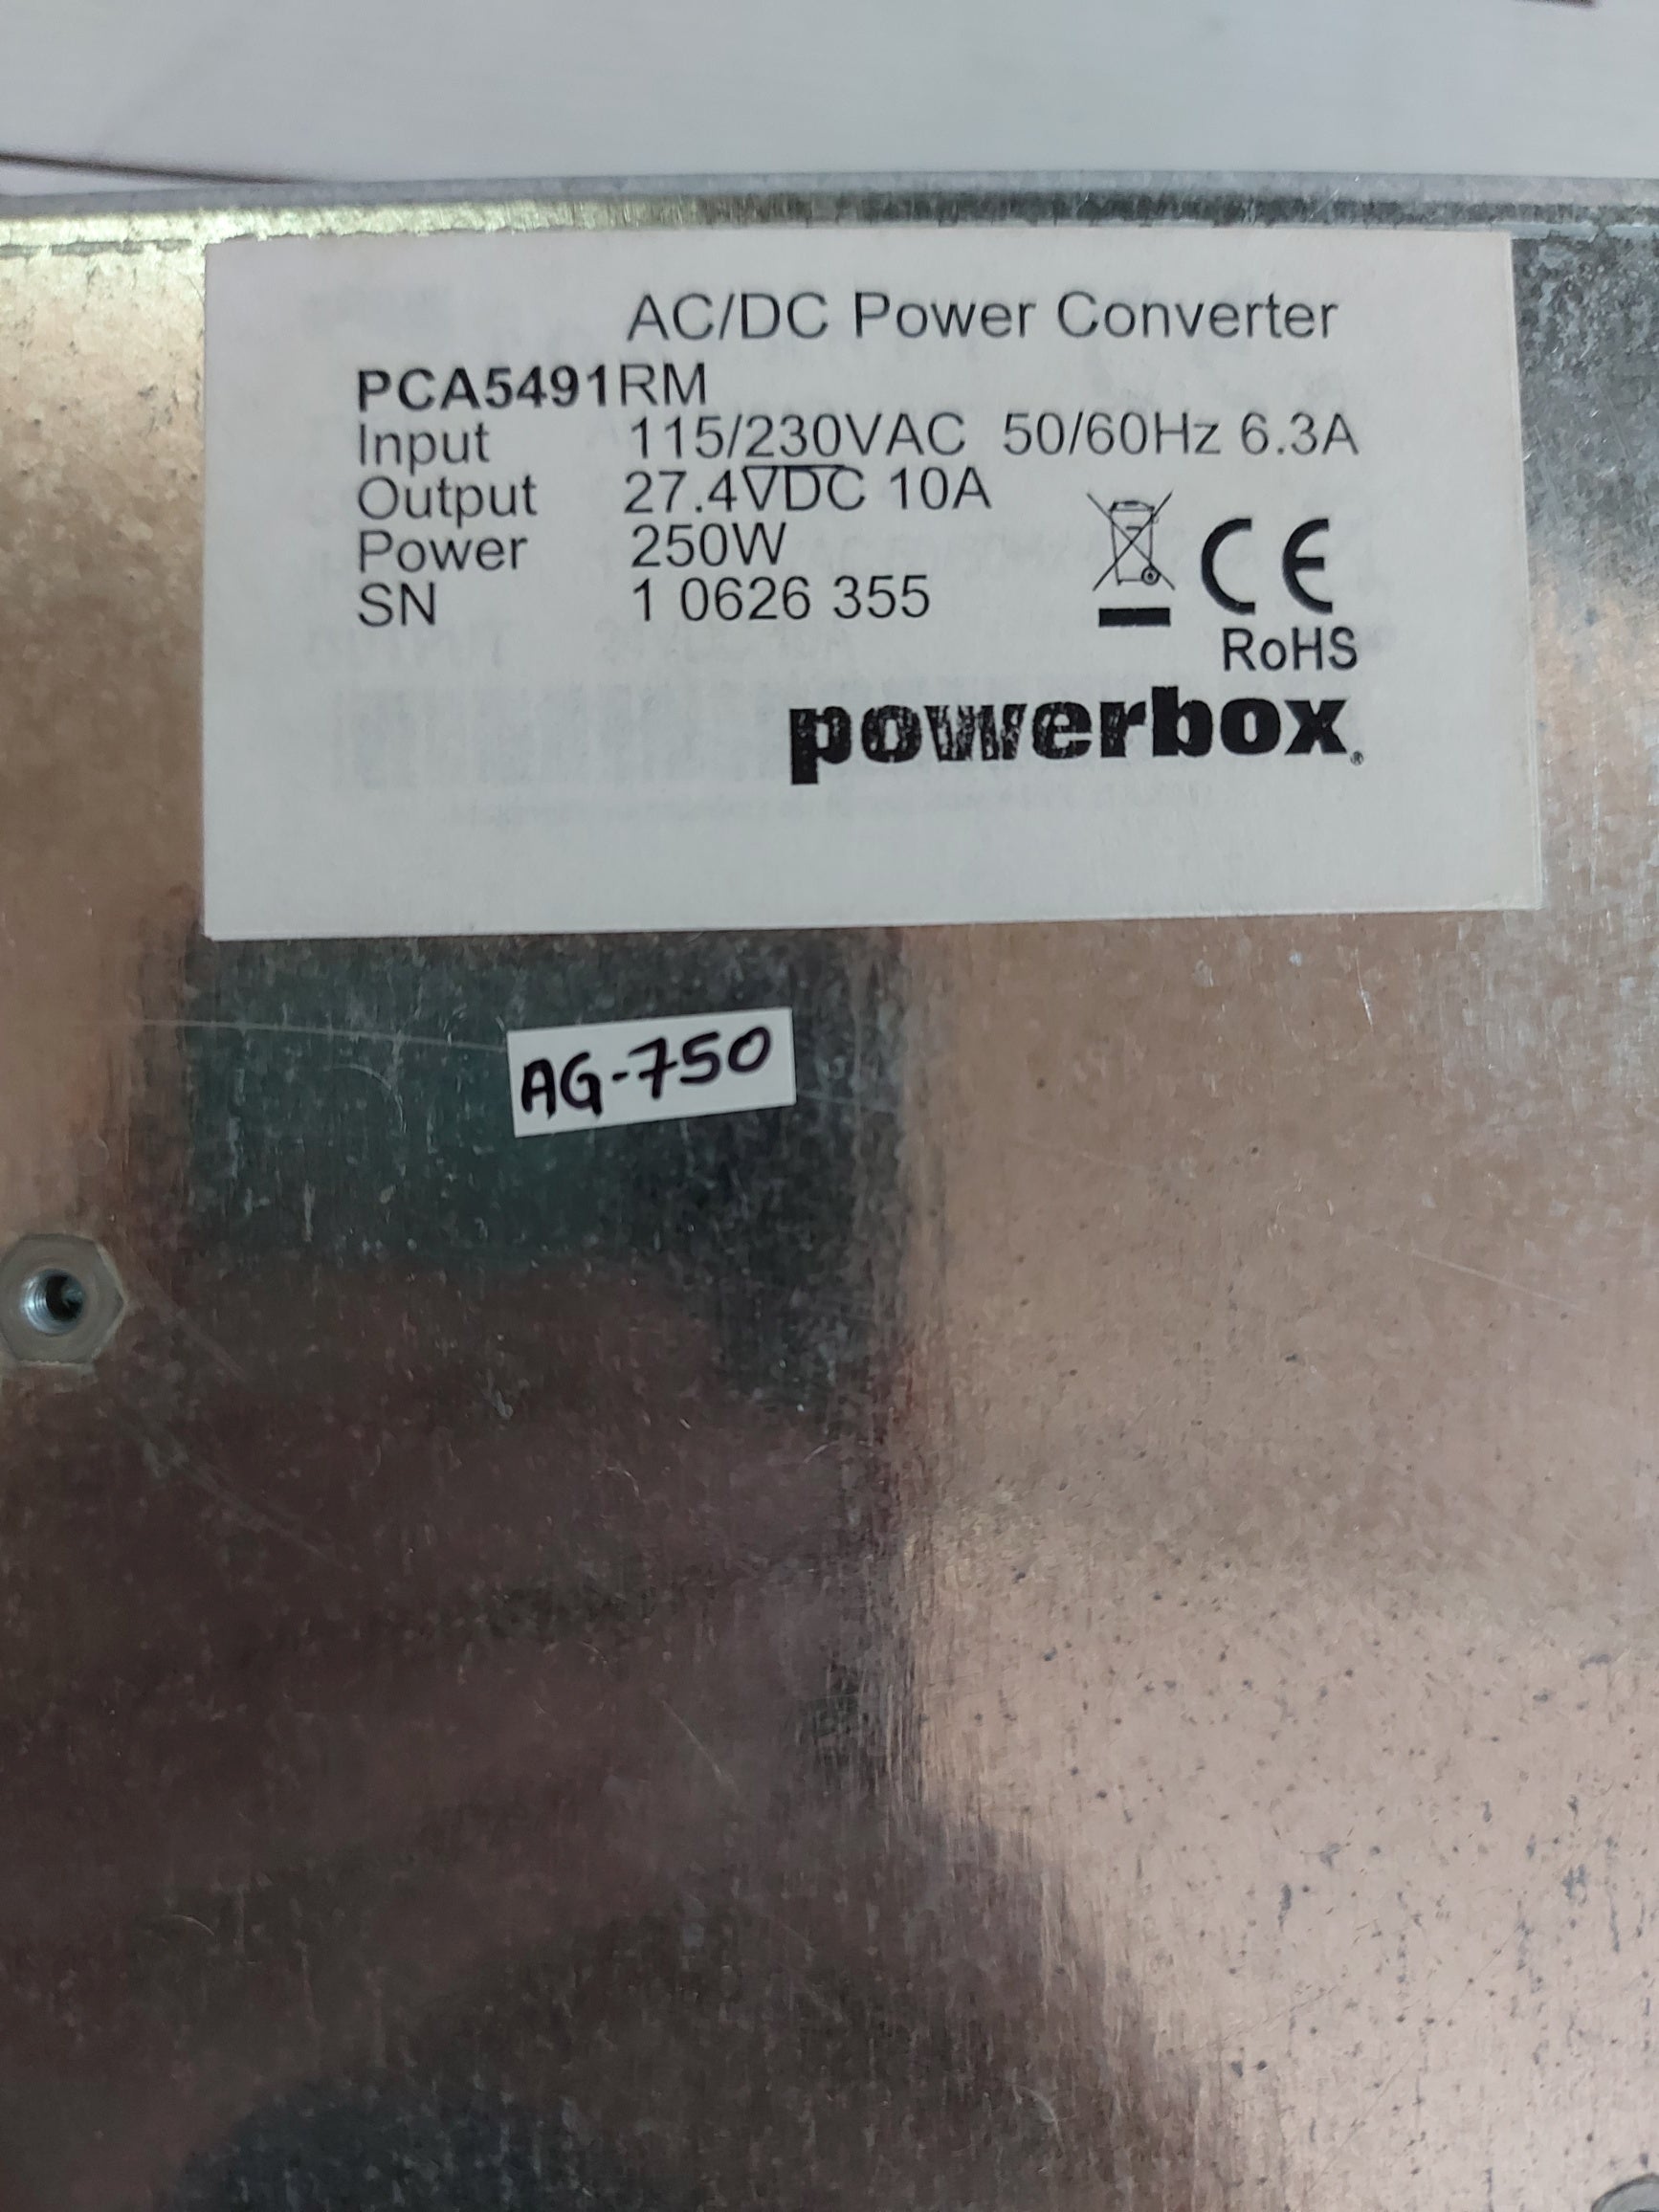 AC/DC Power Converter
PCA5491RM
Input 115/230VAC 50/60Hz 6.3A
Output 27.4VDC 10A
Power 250W
SN 1 0626 355
CE
RoHS
powerbox®
AG-750